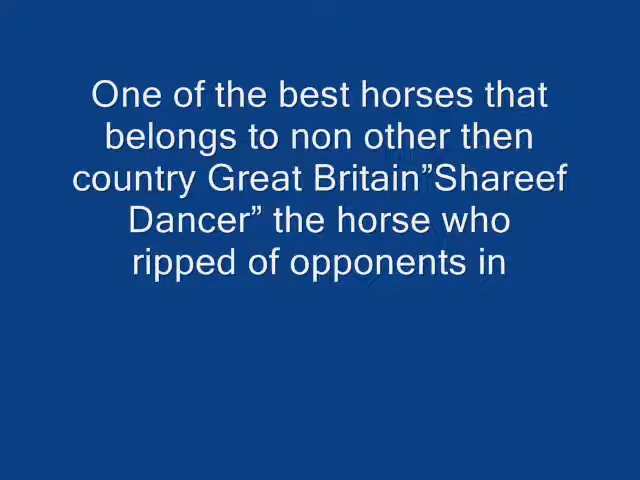 One of the best horses that
belongs to non other then
country Great Britain”Shareef
Dancer” the horse who
ripped of opponents in